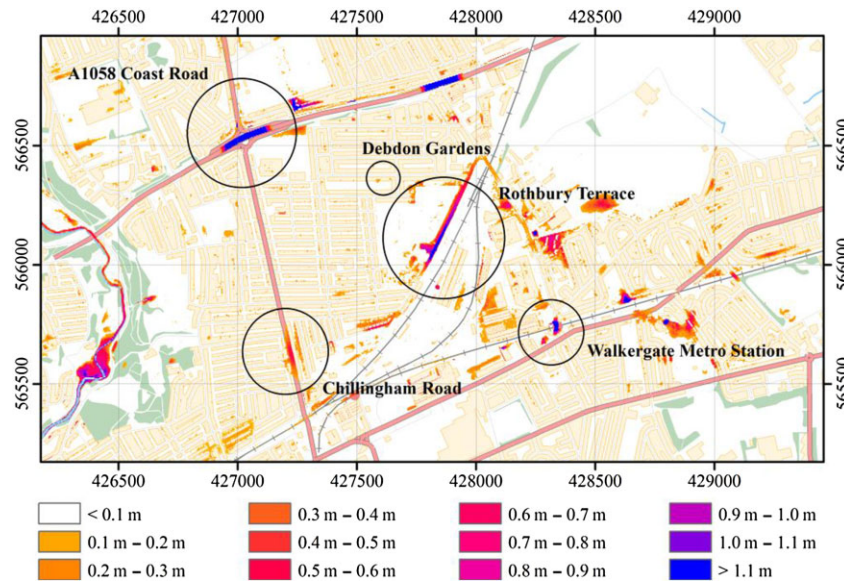 426500 427000 427500 428000 428500 429000
A1058 Coast Road
566500 566500
Debdon Gardens
Rothbury Terrace
566000 566000
Walkergate Metro Station
565500 565500
Chillingham Road
426500 427000 427500 428000 428500 429000
< 0.1 m 0.3 m – 0.4 m 0.6 m – 0.7 m 0.9 m – 1.0 m
0.1 m – 0.2 m 0.4 m – 0.5 m 0.7 m – 0.8 m 1.0 m – 1.1 m
0.2 m – 0.3 m 0.5 m – 0.6 m 0.8 m – 0.9 m > 1.1 m